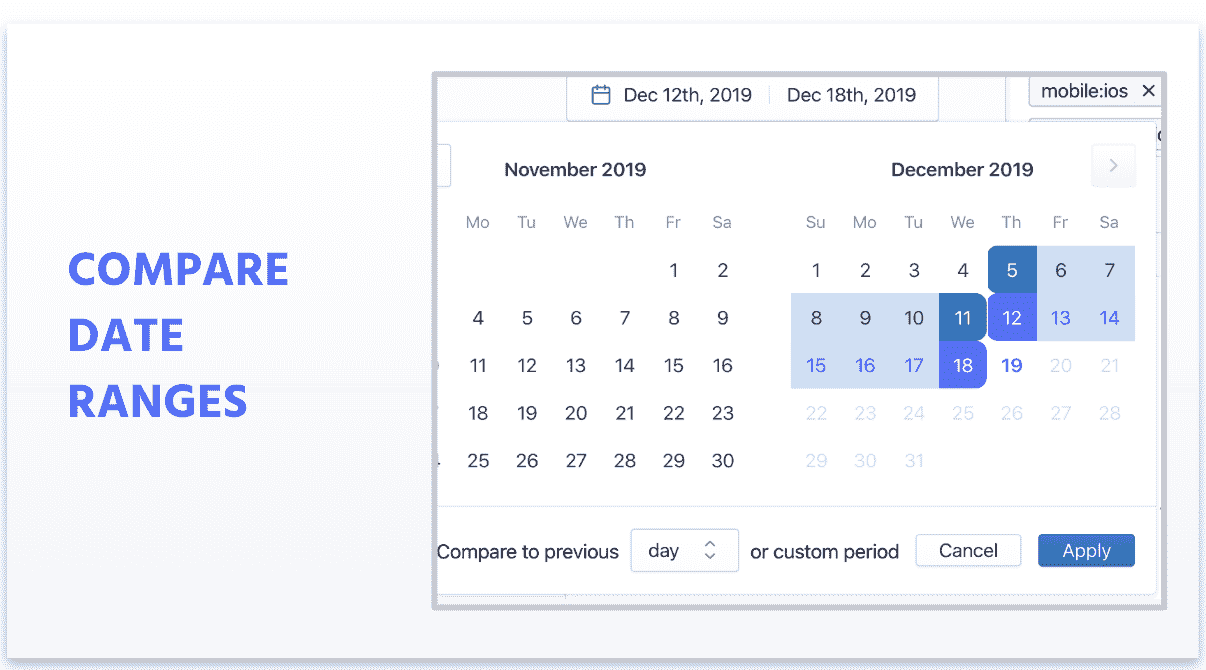 COMPARE
DATE
RANGES
Dec 12th, 2019 Dec 18th, 2019
mobile:ios
November 2019
Mo Tu We Th Fr Sa
1 2
4 5 6 7 8 9
11 12 13 14 15 16
18 19 20 21 22 23
25 26 27 28 29 30
December 2019
Su Mo Tu We Th Fr Sa
1 2 3 4 5 6 7
8 9 10 11 12 13 14
15 16 17 18 19 20 21
22 23 24 25 26 27 28
29 30 31
Compare to previous day or custom period Cancel Apply